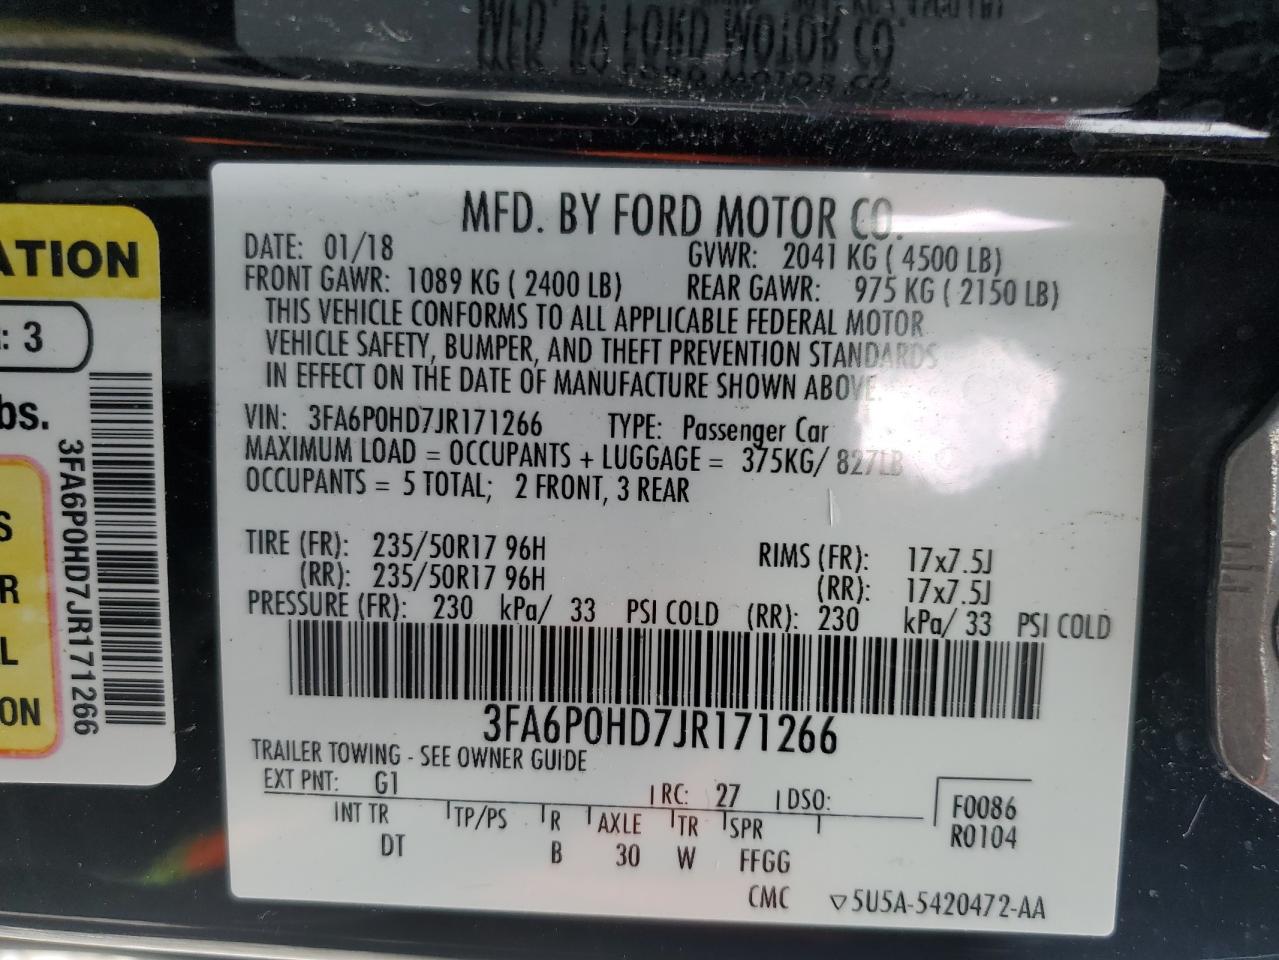 MFD. BY FORD MOTOR CO.
DATE: 01/18 GVWR: 2041 KG ( 4500 LB)
FRONT GAWR: 1089 KG ( 2400 LB) REAR GAWR: 975 KG ( 2150 LB)
THIS VEHICLE CONFORMS TO ALL APPLICABLE FEDERAL MOTOR
VEHICLE SAFETY, BUMPER, AND THEFT PREVENTION STANDARDS
IN EFFECT ON THE DATE OF MANUFACTURE SHOWN ABOVE.
VIN: 3FA6P0HD7JR171266 TYPE: Passenger Car
MAXIMUM LOAD = OCCUPANTS + LUGGAGE = 375KG/ 827LB
OCCUPANTS = 5 TOTAL; 2 FRONT, 3 REAR
TIRE (FR): 235/50R17 96H RIMS (FR): 17x7.5J
(RR): 235/50R17 96H (RR): 17x7.5J
PRESSURE (FR): 230 kPa/ 33 PSI COLD (RR): 230 kPa/ 33 PSI COLD
3FA6P0HD7JR171266
TRAILER TOWING - SEE OWNER GUIDE
EXT PNT: G1 RC: 27 DSO:
INT TR TP/PS R AXLE TR SPR
DT B 30 W FFGG
CMC
F0086
R0104
▽5U5A-5420472-AA
ATION
: 3
bs.
3FA6P0HD7JR171266
S
R
L
ON